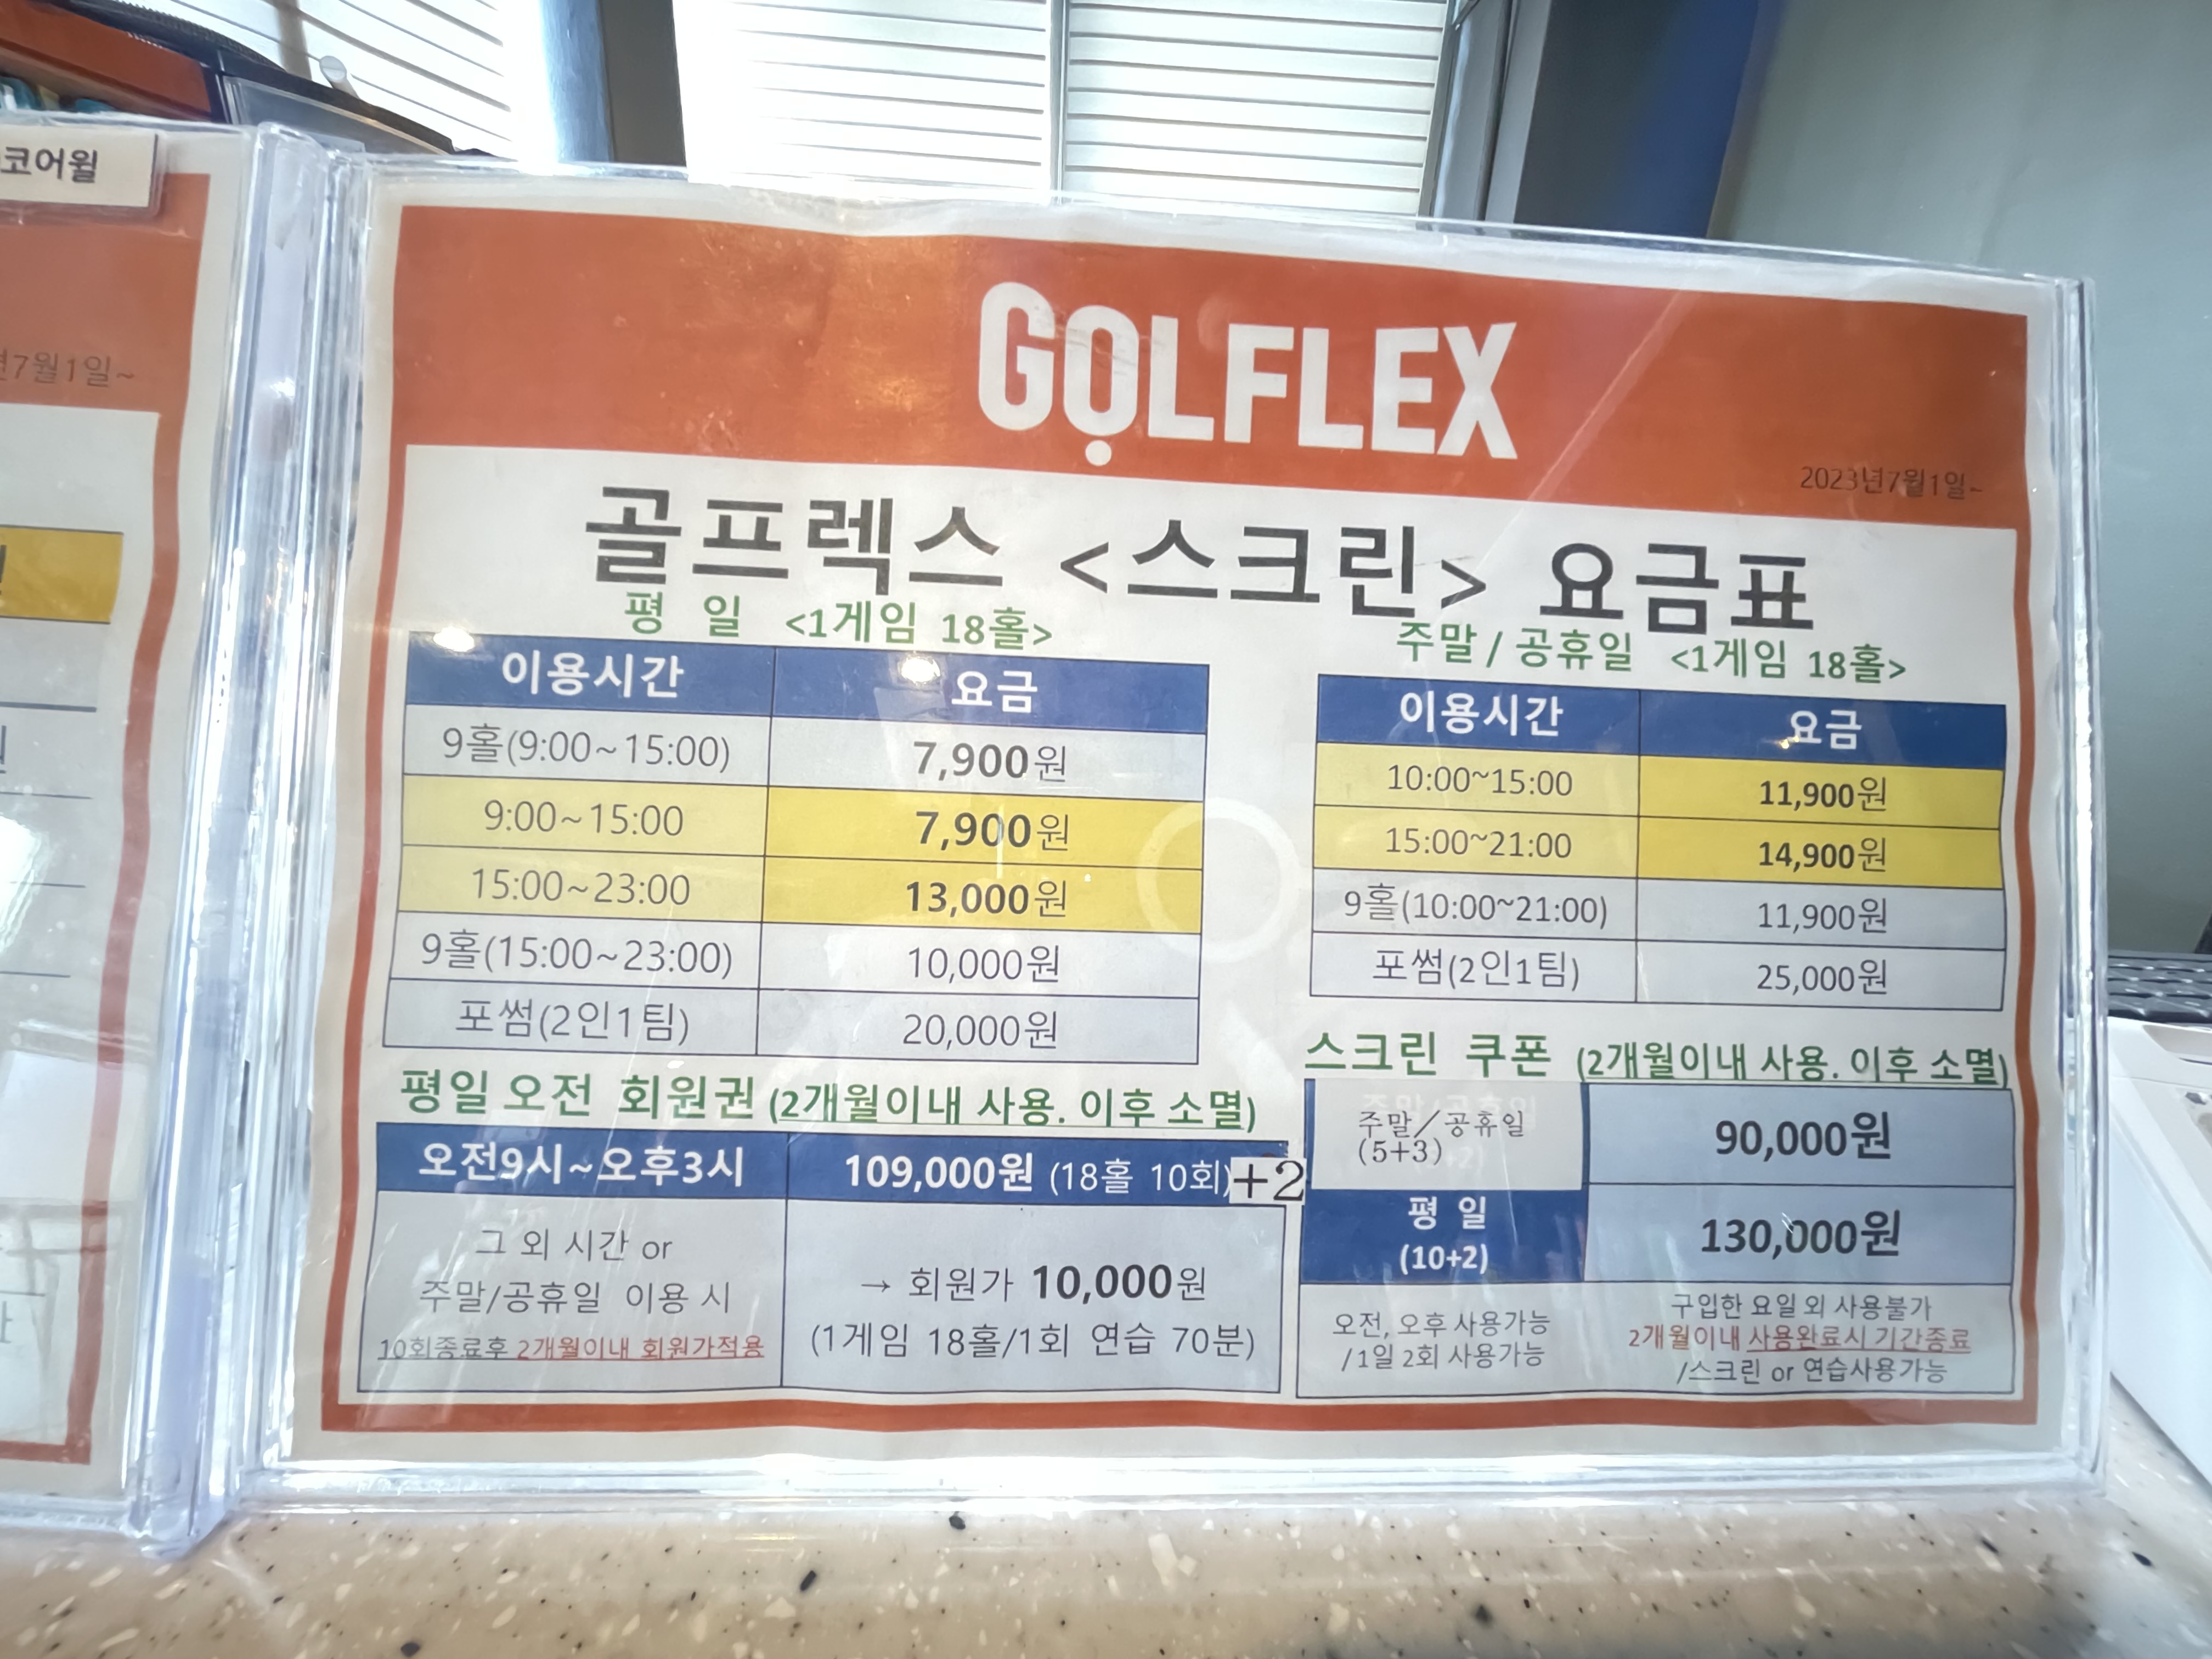 코어월
년7월1일~
GOLFLEX
2023년7월1일~
골프렉스 <스크린> 요금표
평 일 <1게임 18홀>
이용시간 요금
9홀(9:00~15:00) 7,900원
9:00~15:00 7,900원
15:00~23:00 13,000원
9홀(15:00~23:00) 10,000원
포썸(2인1팀) 20,000원
주말/공휴일 <1게임 18홀>
이용시간 요금
10:00~15:00 11,900원
15:00~21:00 14,900원
9홀(10:00~21:00) 11,900원
포썸(2인1팀) 25,000원
평일 오전 회원권 (2개월이내 사용. 이후 소멸)
오전9시~오후3시 109,000원 (18홀 10회)+2
그 외 시간 or
주말/공휴일 이용 시
10회종료후 2개월이내 회원가적용
→ 회원가 10,000원
(1게임 18홀/1회 연습 70분)
스크린 쿠폰 (2개월이내 사용. 이후 소멸)
주말/공휴일
(5+3)
90,000원
평 일
(10+2)
130,000원
오전, 오후 사용가능
/1일 2회 사용가능
구입한 요일 외 사용불가
2개월이내 사용완료시 기간종료
/스크린 or 연습사용가능